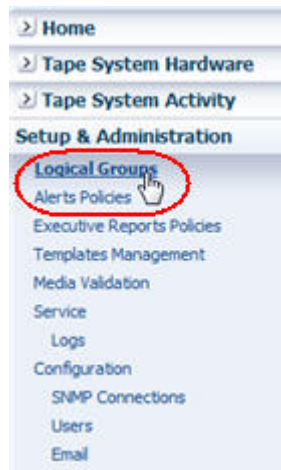 Home
Tape System Hardware
Tape System Activity
Setup & Administration
Logical Groups
Alerts Policies
Executive Reports Policies
Templates Management
Media Validation
Service
Logs
Configuration
SNMP Connections
Users
Email